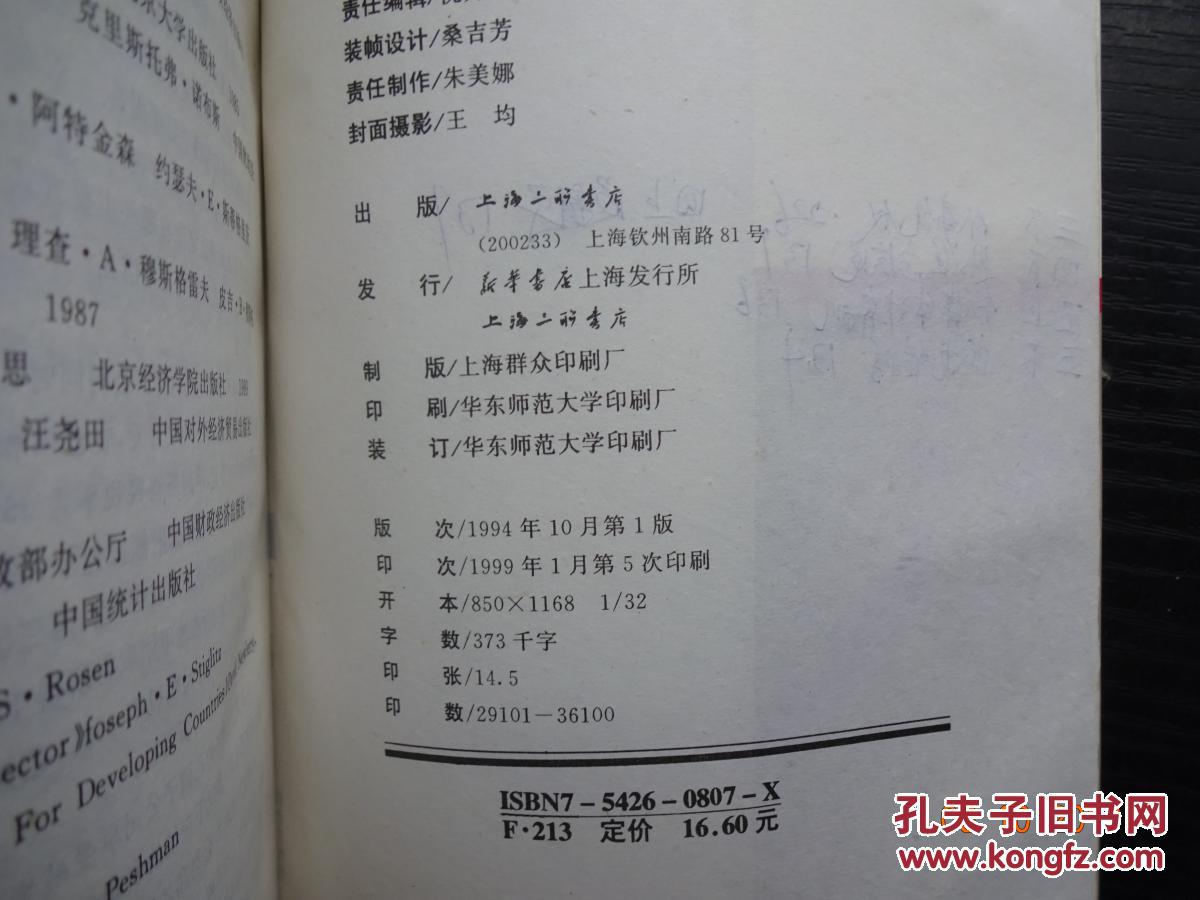 京大学出版社 1985
克里斯托弗·诺布斯
·阿特金森 约瑟夫·E·斯蒂格里茨
理查·A·穆斯格雷夫
1987
思 北京经济学院出版社
汪尧田 中国对外经济贸易出版社
政部办公厅 中国财政经济出版社
中国统计出版社
S·Rosen
ector》foseph·E·Stiglitz
For Developing Countries
Peshman
责任编辑/
装帧设计/桑吉芳
责任制作/朱美娜
封面摄影/王 均
出 版/上海三联书店
(200233) 上海钦州南路81号
发 行/新华书店上海发行所
上海三联书店
制 版/上海群众印刷厂
印 刷/华东师范大学印刷厂
装 订/华东师范大学印刷厂
版 次/1994年10月第1版
印 次/1999年1月第5次印刷
开 本/850×1168 1/32
字 数/373千字
印 张/14.5
印 数/29101-36100
ISBN7-5426-0807-X
F·213 定价 16.60元
孔夫子旧书网
www.kongfz.com